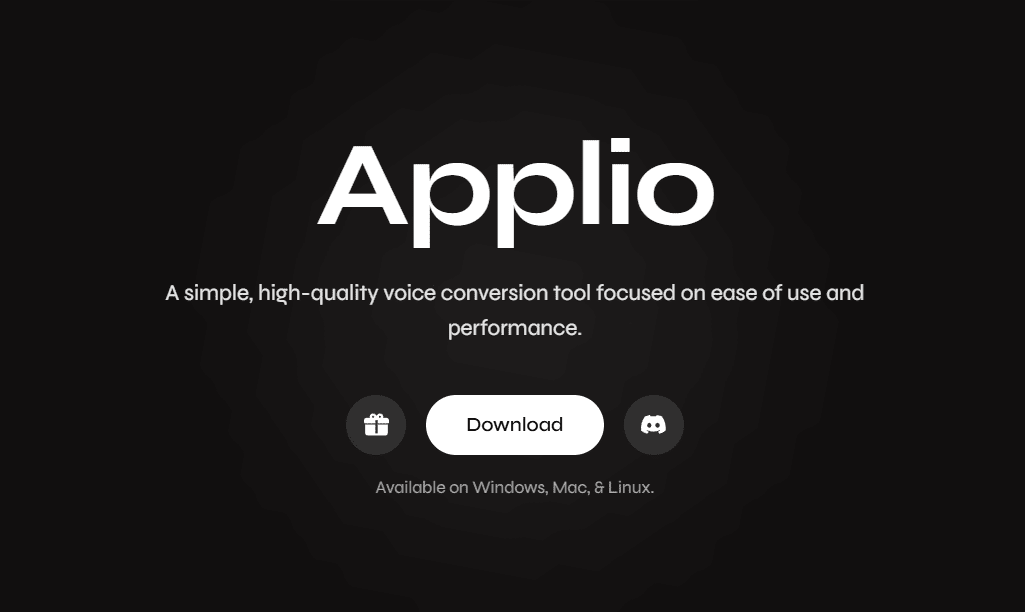 Applio
A simple, high-quality voice conversion tool focused on ease of use and
performance.
Download
Available on Windows, Mac, & Linux.